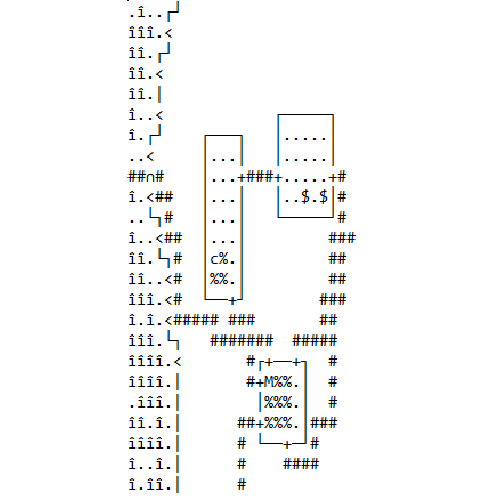 .î..┌┘
îîî.<
îî.┌┘
îî.<
îî.│
î..<            ┌─────┐
î.┌┘    ┌───┐   │.....│
..<     │...│   │.....│
##∩#    │...+###+.....+#
î.<##   │...│   │..$.$│#
..└┐#   │...│   └─────┘#
î..<##  │...│         ###
îî.└┐#  │c%.│         ##
îî..<#  │%%.│         ##
îîî.<#  └──+┘        ###
î.î.<##### ###       ##
îîî.└┐   #######  #####
îîîî.<       #┌+──+┐  #
îîîî.│       #+M%%.│  #
.îîî.│        │%%%.│  #
îî.î.│      ##+%%%.│###
îîîî.│      # └──+─┘#
î..î.│      #    ####
î.îî.│      #